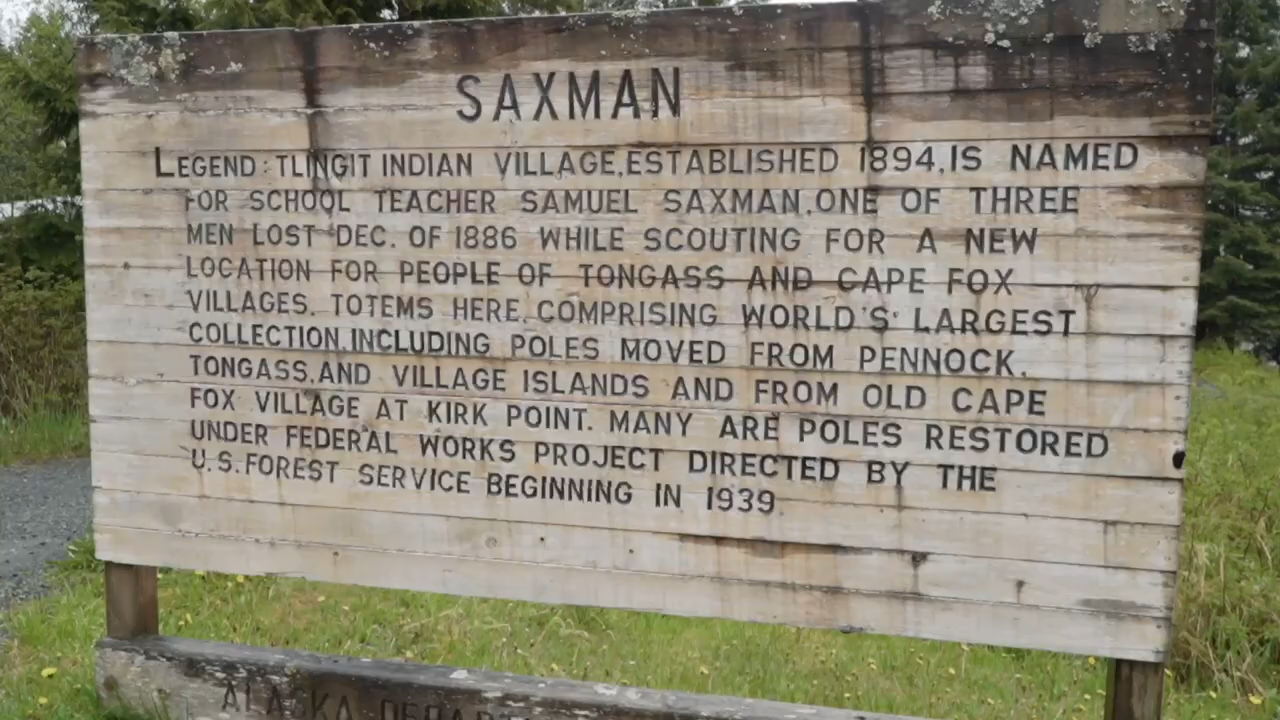 SAXMAN
LEGEND: TLINGIT INDIAN VILLAGE, ESTABLISHED 1894, IS NAMED
FOR SCHOOL TEACHER SAMUEL SAXMAN, ONE OF THREE
MEN LOST DEC. OF 1886 WHILE SCOUTING FOR A NEW
LOCATION FOR PEOPLE OF TONGASS AND CAPE FOX
VILLAGES. TOTEMS HERE, COMPRISING WORLD'S LARGEST
COLLECTION, INCLUDING POLES MOVED FROM PENNOCK,
TONGASS, AND VILLAGE ISLANDS AND FROM OLD CAPE
FOX VILLAGE AT KIRK POINT. MANY ARE POLES RESTORED
UNDER FEDERAL WORKS PROJECT DIRECTED BY THE
U.S. FOREST SERVICE BEGINNING IN 1939
ALASKA